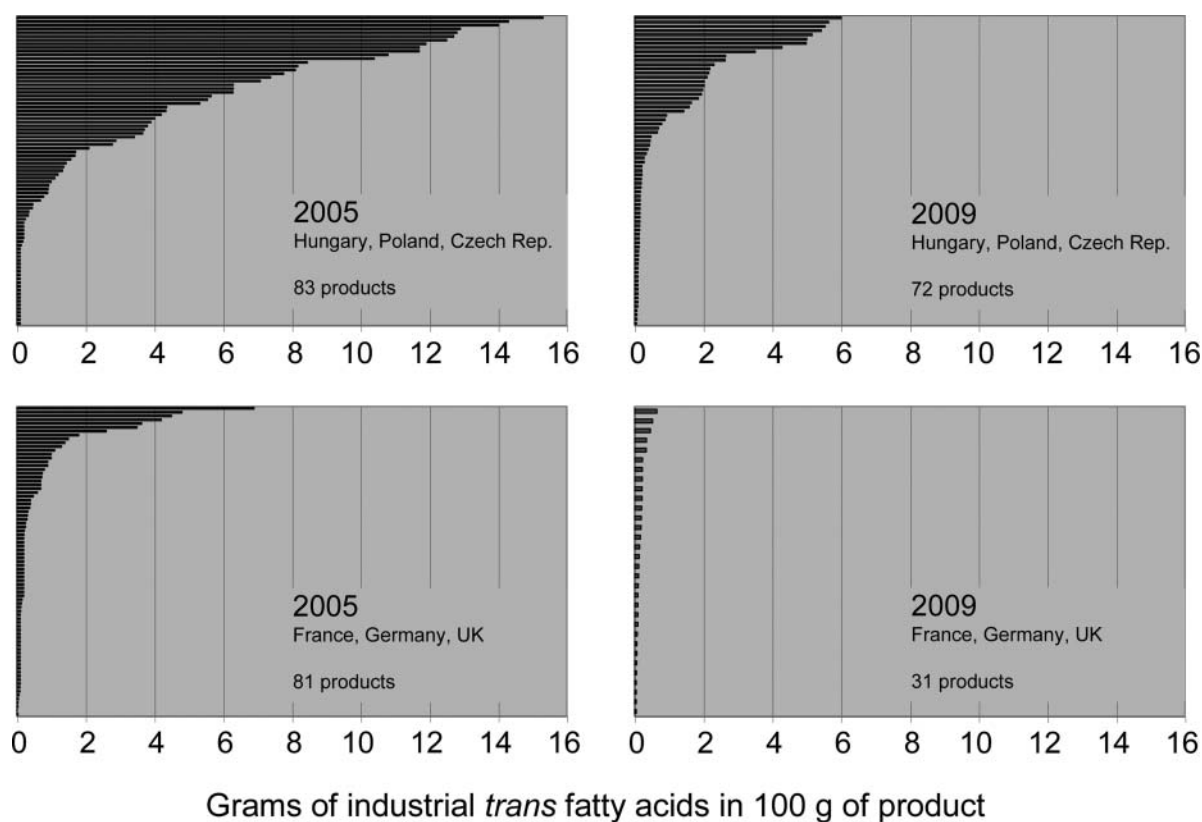 2005
Hungary, Poland, Czech Rep.
83 products
0 2 4 6 8 10 12 14 16
2009
Hungary, Poland, Czech Rep.
72 products
0 2 4 6 8 10 12 14 16
2005
France, Germany, UK
81 products
0 2 4 6 8 10 12 14 16
2009
France, Germany, UK
31 products
0 2 4 6 8 10 12 14 16
Grams of industrial trans fatty acids in 100 g of product